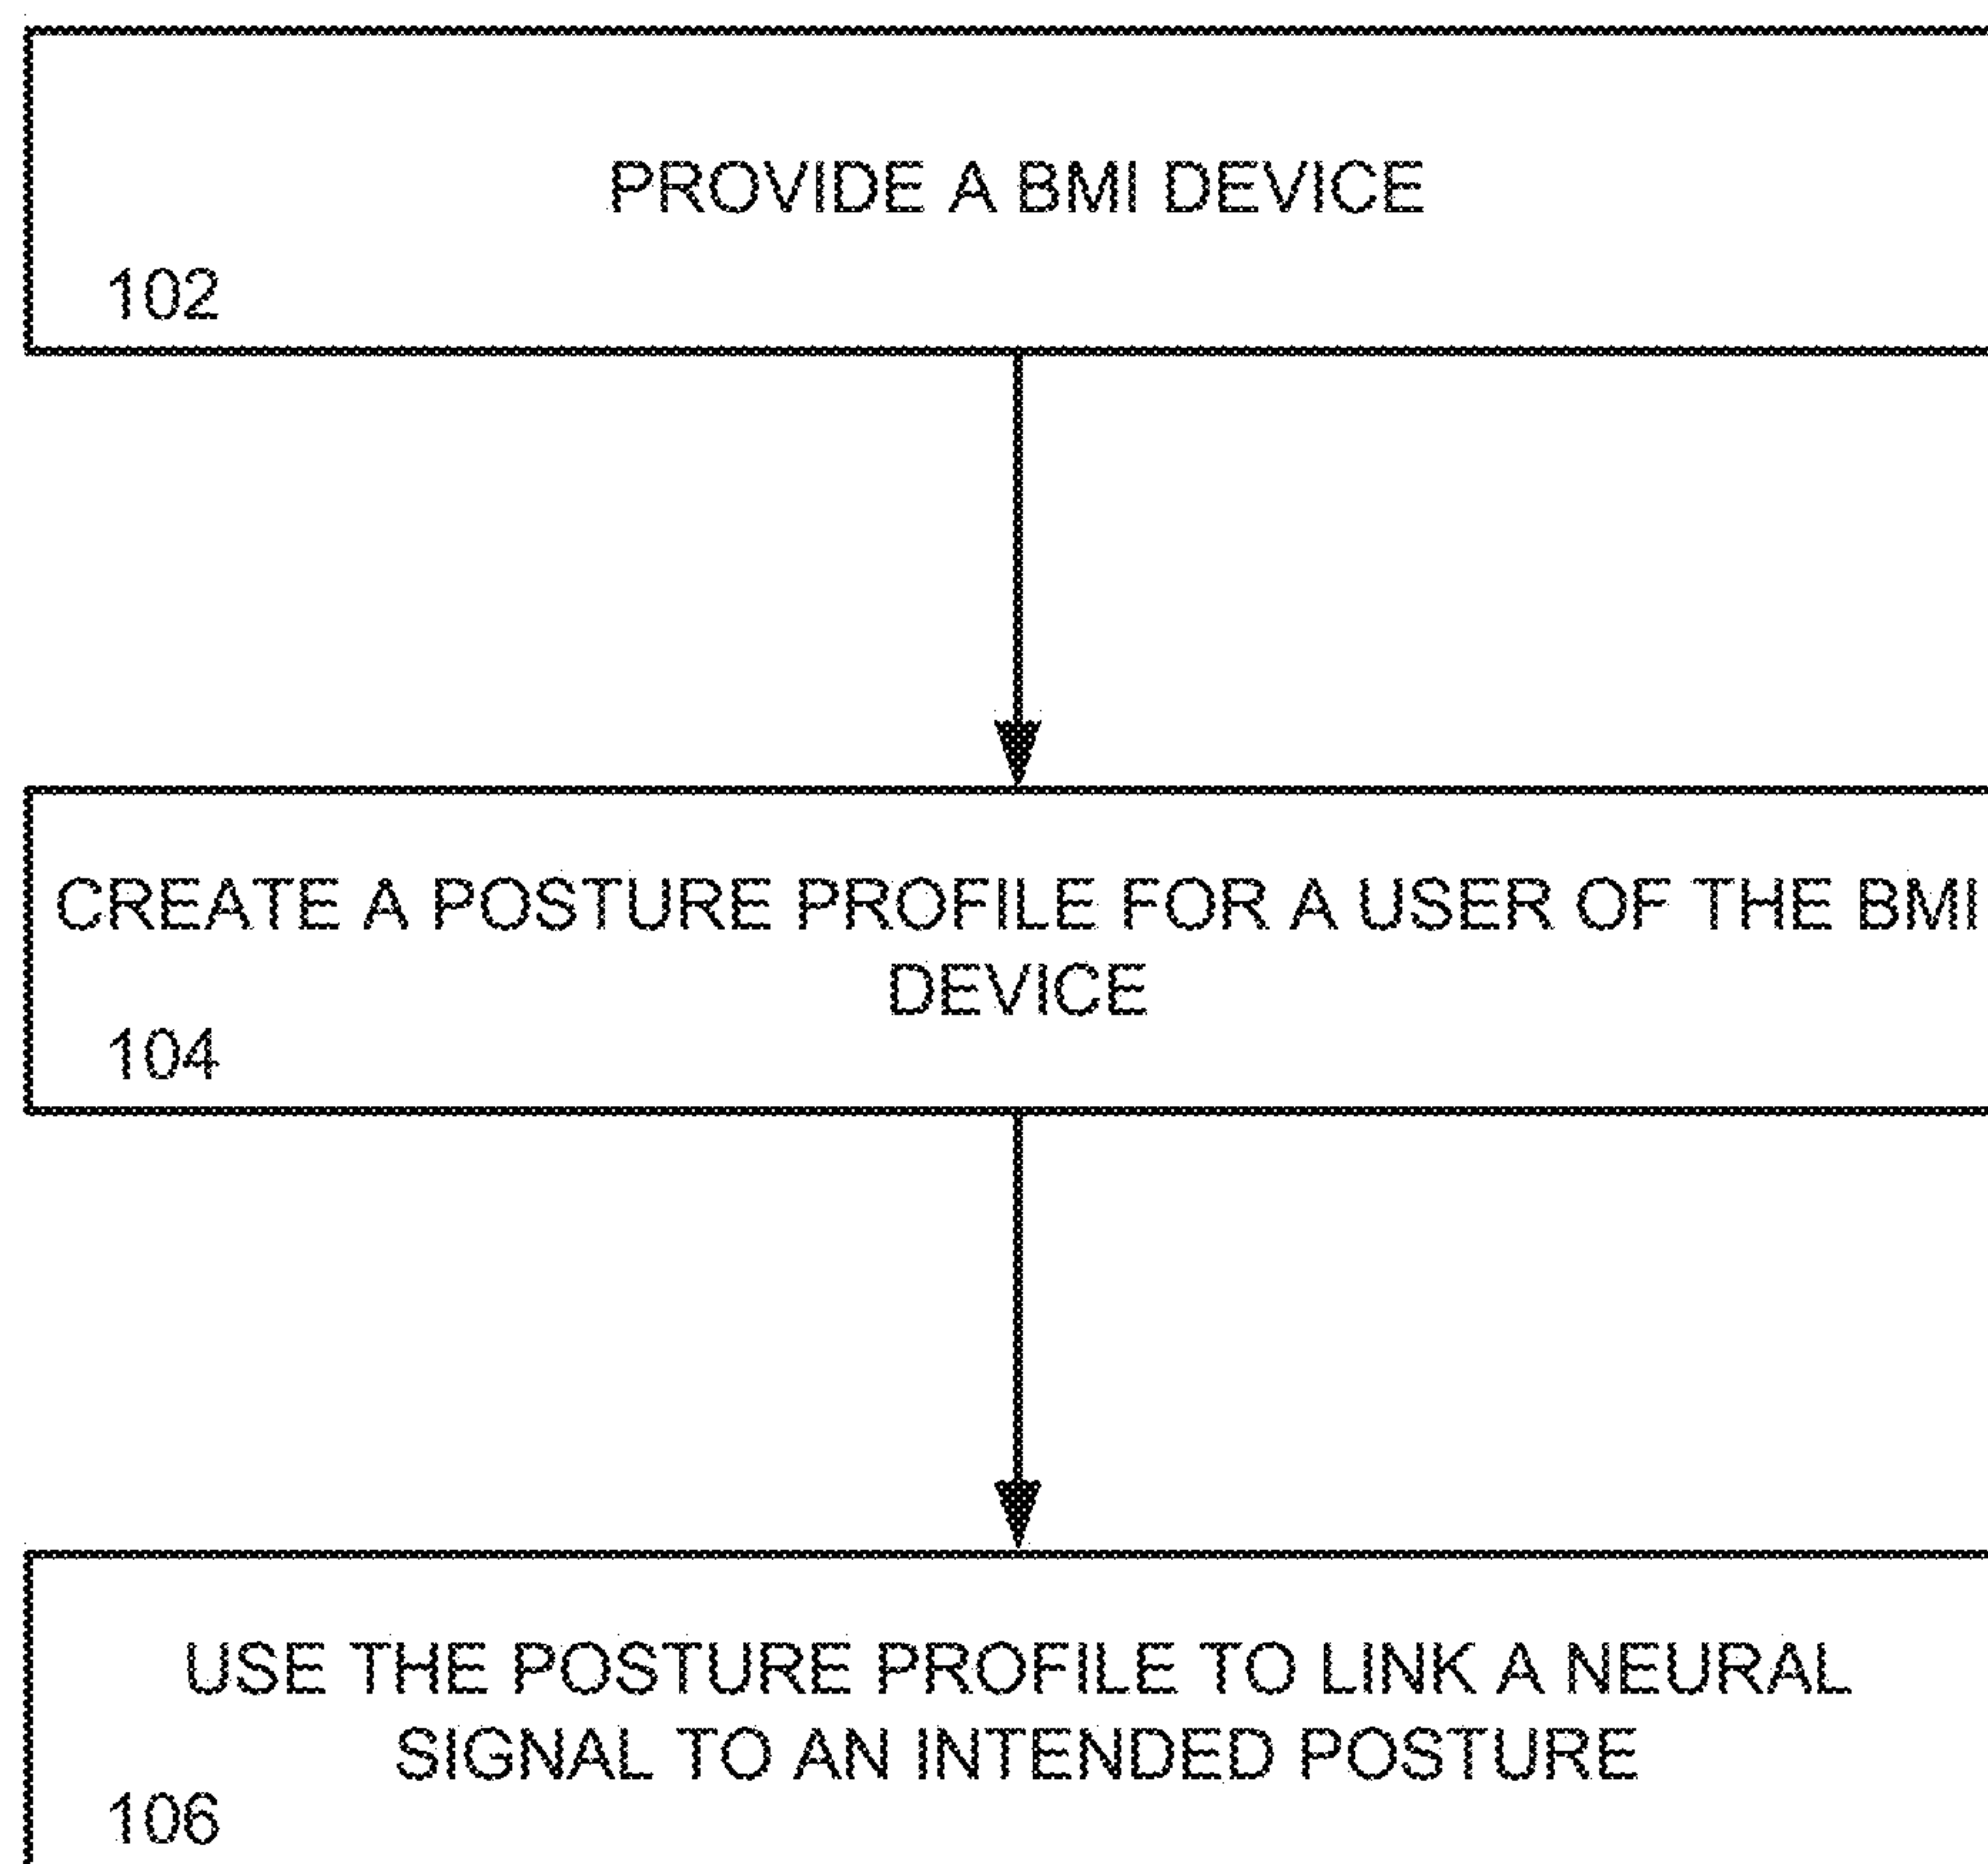 PROVIDE A BMI DEVICE
102
CREATE A POSTURE PROFILE FOR A USER OF THE BMI
DEVICE
104
USE THE POSTURE PROFILE TO LINK A NEURAL
SIGNAL TO AN INTENDED POSTURE
106